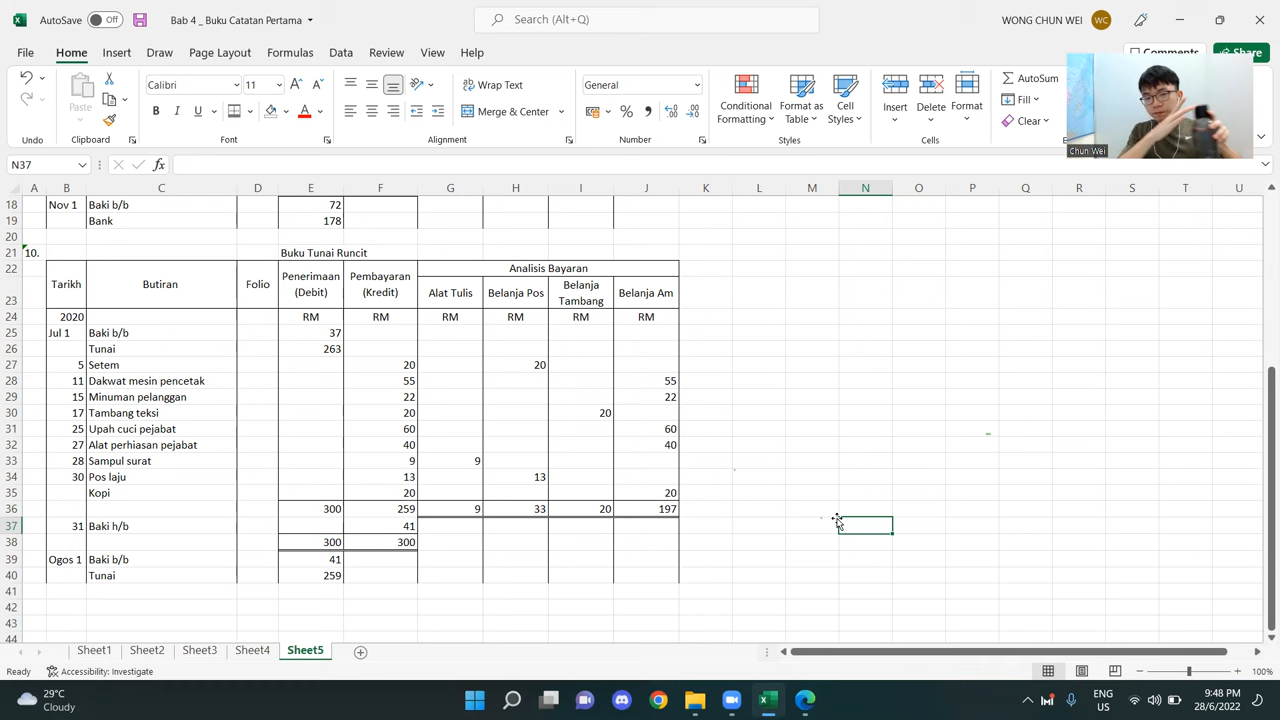 AutoSave Off Bab 4 _ Buku Catatan Pertama Search (Alt+Q) WONG CHUN WEI WC
File Home Insert Draw Page Layout Formulas Data Review View Help Comments Share
Undo Paste Clipboard
Calibri 11 A A B I U A Font
Wrap Text Merge & Center Alignment
General % Number
Conditional Formatting Format as Table Cell Styles Styles
Insert Delete Format Cells
AutoSum Fill Clear
Chun Wei
N37 fx
A B C D E F G H I J K L M N O P Q R S T U
18 Nov 1 Baki b/b 72
19 Bank 178
20
21 10. Buku Tunai Runcit
22 Tarikh Butiran Folio Penerimaan (Debit) Pembayaran (Kredit) Analisis Bayaran
23 Alat Tulis Belanja Pos Belanja Tambang Belanja Am
24 2020 RM RM RM RM RM RM
25 Jul 1 Baki b/b 37
26 Tunai 263
27 5 Setem 20 20
28 11 Dakwat mesin pencetak 55 55
29 15 Minuman pelanggan 22 22
30 17 Tambang teksi 20 20
31 25 Upah cuci pejabat 60 60
32 27 Alat perhiasan pejabat 40 40
33 28 Sampul surat 9 9
34 30 Pos laju 13 13
35 Kopi 20 20
36 300 259 9 33 20 197
37 31 Baki h/b 41
38 300 300
39 Ogos 1 Baki b/b 41
40 Tunai 259
41
42
43
44
Sheet1 Sheet2 Sheet3 Sheet4 Sheet5
Ready Accessibility: Investigate 100%
29°C Cloudy ENG US 9:48 PM 28/6/2022